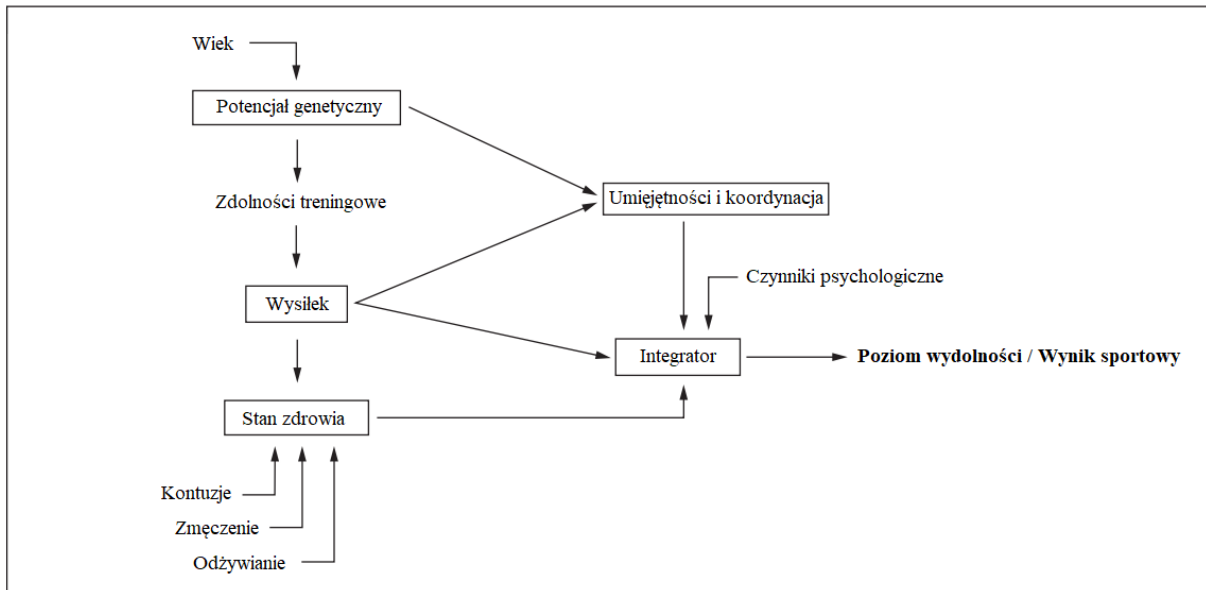 Wiek
Potencjał genetyczny
Zdolności treningowe
Umięjętności i koordynacja
Czynniki psychologiczne
Wysiłek
Integrator
Poziom wydolności / Wynik sportowy
Stan zdrowia
Kontuzje
Zmęczenie
Odżywianie